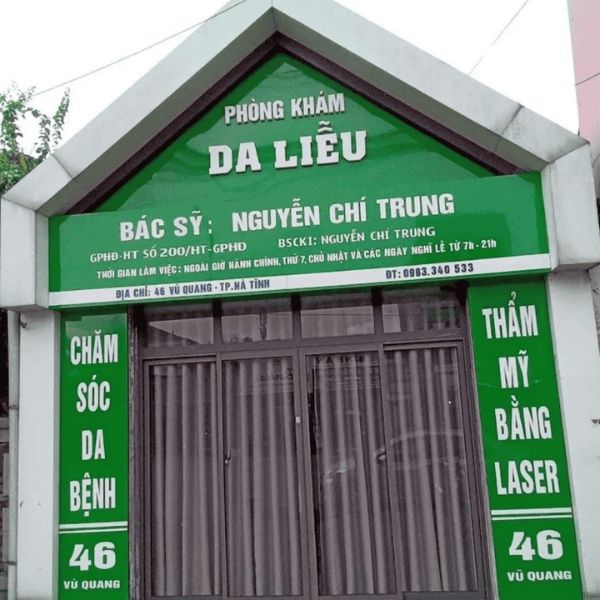 PHÒNG KHÁM
DA LIỄU
BÁC SỸ: NGUYỄN CHÍ TRUNG
GPHĐ-HT SỐ 200/HT-GPHĐ BSCKI: NGUYỄN CHÍ TRUNG
THỜI GIAN LÀM VIỆC: NGOÀI GIỜ HÀNH CHÍNH, THỨ 7, CHỦ NHẬT VÀ CÁC NGÀY NGHỈ LỄ TỪ 7h - 21h
ĐỊA CHỈ: 46 VŨ QUANG - TP.HÀ TĨNH ĐT: 0983.340 533
CHĂM
SÓC
DA
BỆNH
46
VŨ QUANG
THẨM
MỸ
BẰNG
LASER
46
VŨ QUANG